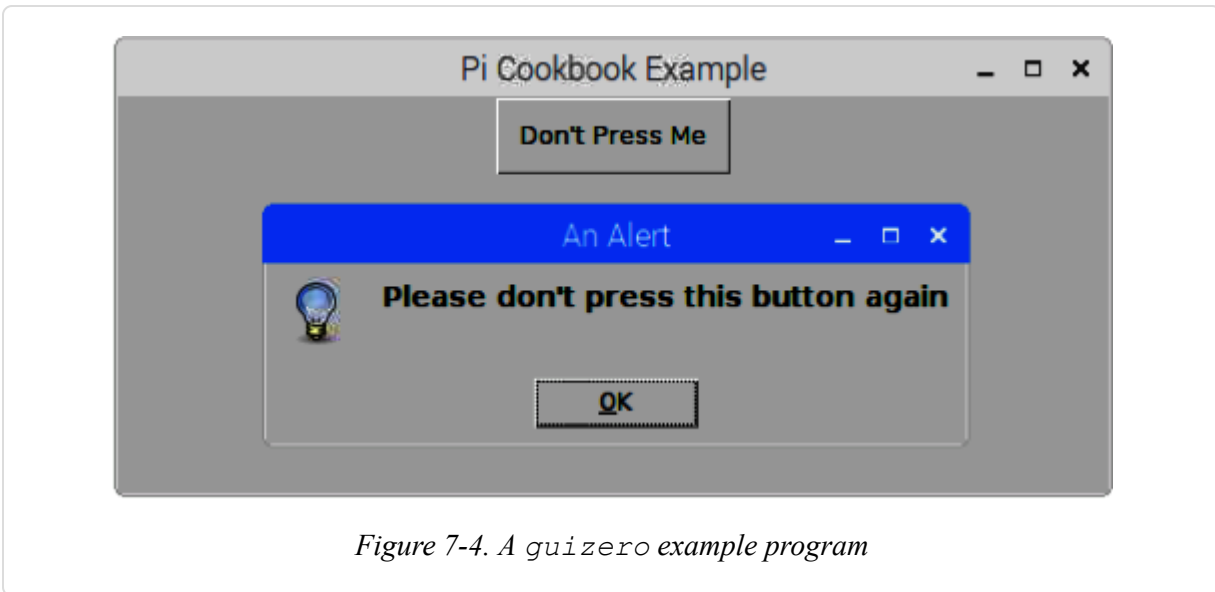 Pi Cookbook Example
Don't Press Me
An Alert
Please don't press this button again
OK
Figure 7-4. A guizero example program